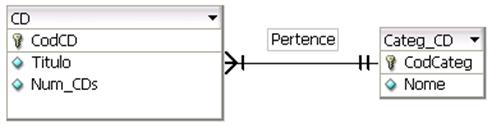 CD
CodCD
Titulo
Num_CDs
Pertence
Categ_CD
CodCateg
Nome